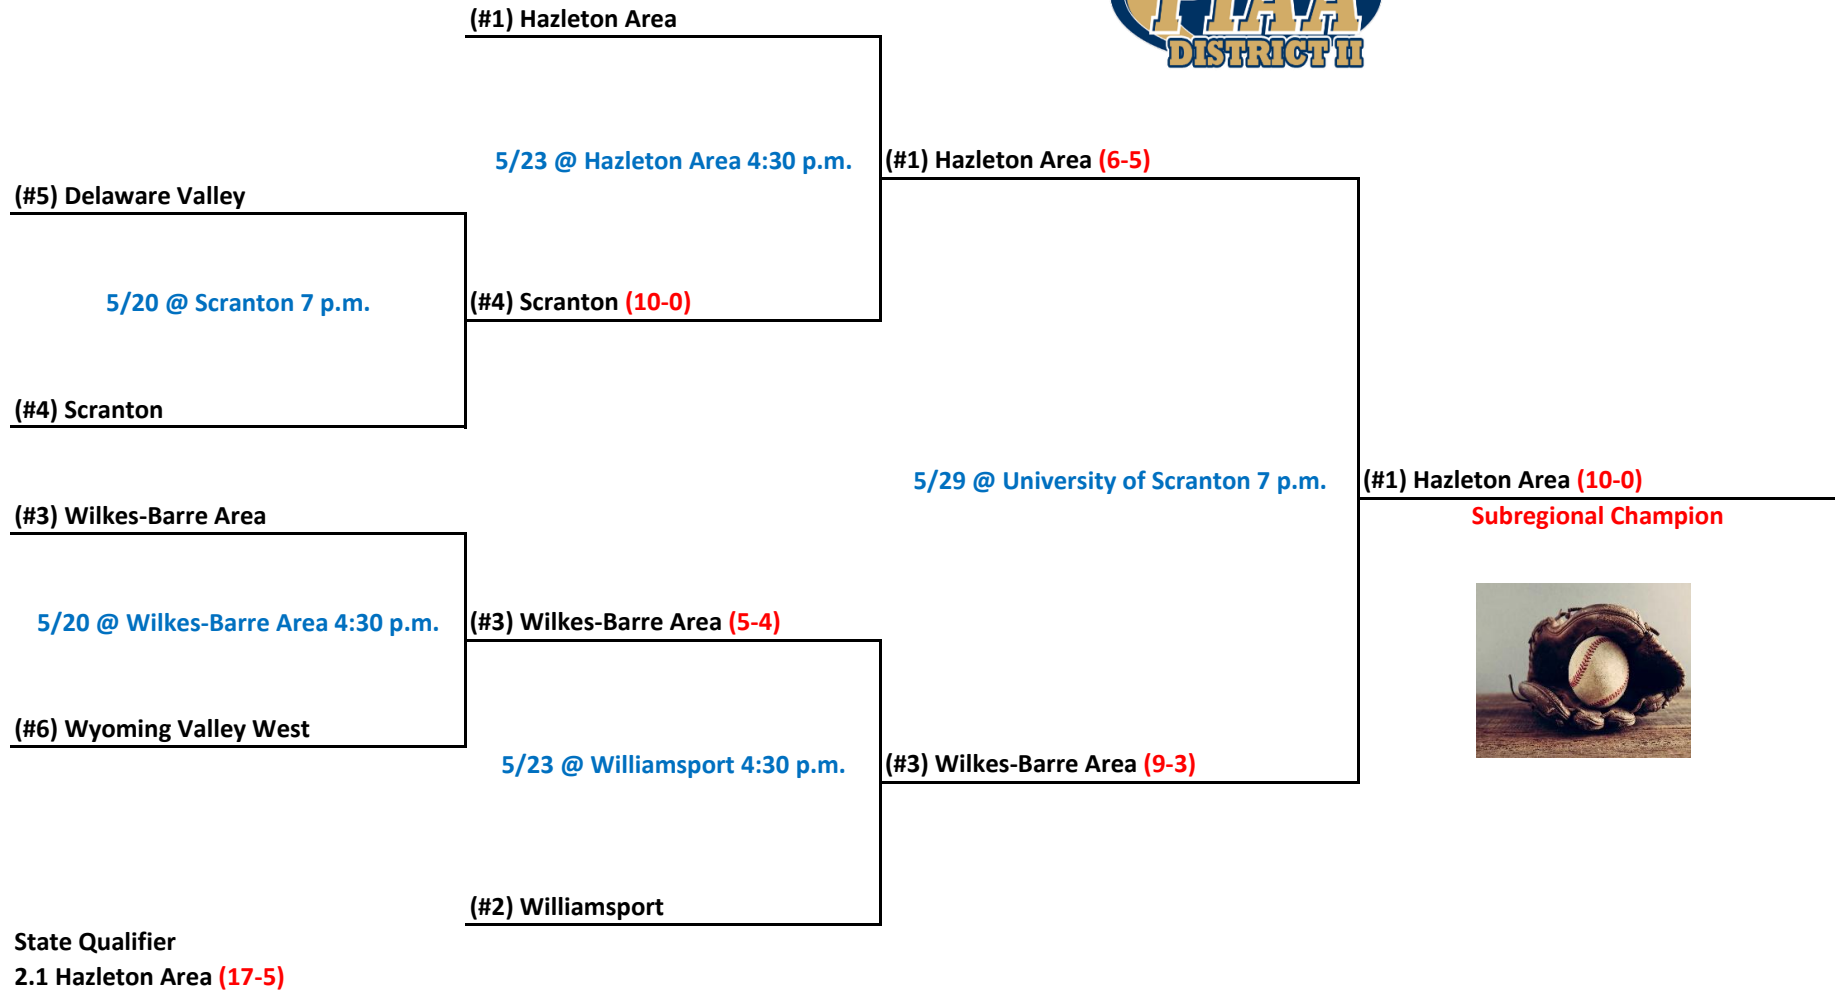 (#1) Hazleton Area
PIAA
DISTRICT II
5/23 @ Hazleton Area 4:30 p.m.
(#1) Hazleton Area (6-5)
(#5) Delaware Valley
5/20 @ Scranton 7 p.m.
(#4) Scranton (10-0)
(#4) Scranton
5/29 @ University of Scranton 7 p.m.
(#1) Hazleton Area (10-0)
Subregional Champion
(#3) Wilkes-Barre Area
5/20 @ Wilkes-Barre Area 4:30 p.m.
(#3) Wilkes-Barre Area (5-4)
(#6) Wyoming Valley West
5/23 @ Williamsport 4:30 p.m.
(#3) Wilkes-Barre Area (9-3)
(#2) Williamsport
State Qualifier
2.1 Hazleton Area (17-5)